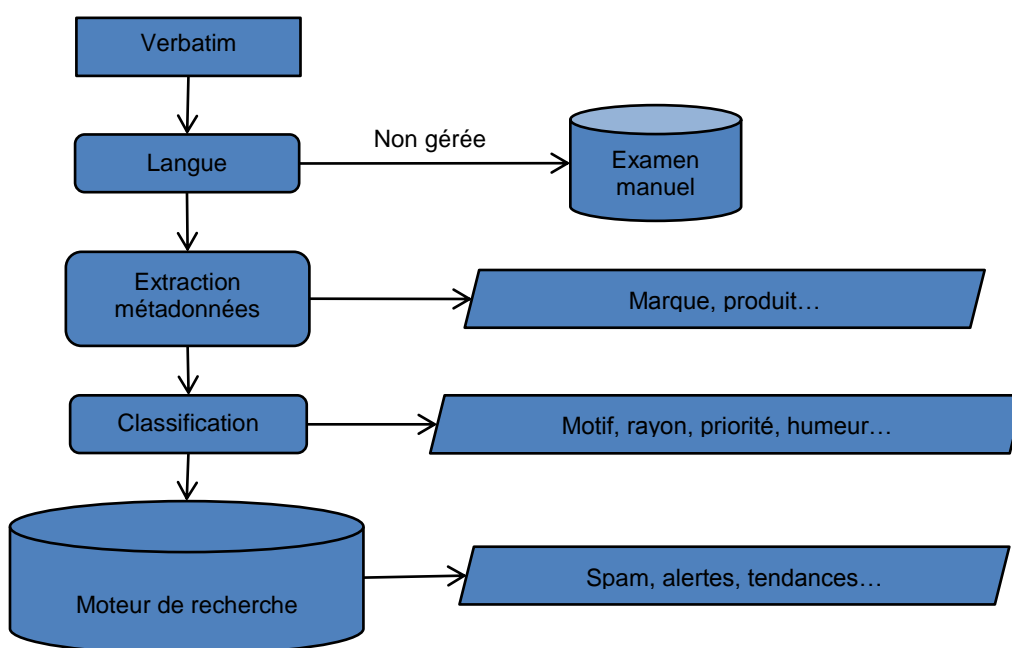 Verbatim
Non gérée
Langue
Examen
manuel
Extraction
métadonnées
Marque, produit…
Classification
Motif, rayon, priorité, humeur…
Spam, alertes, tendances…
Moteur de recherche